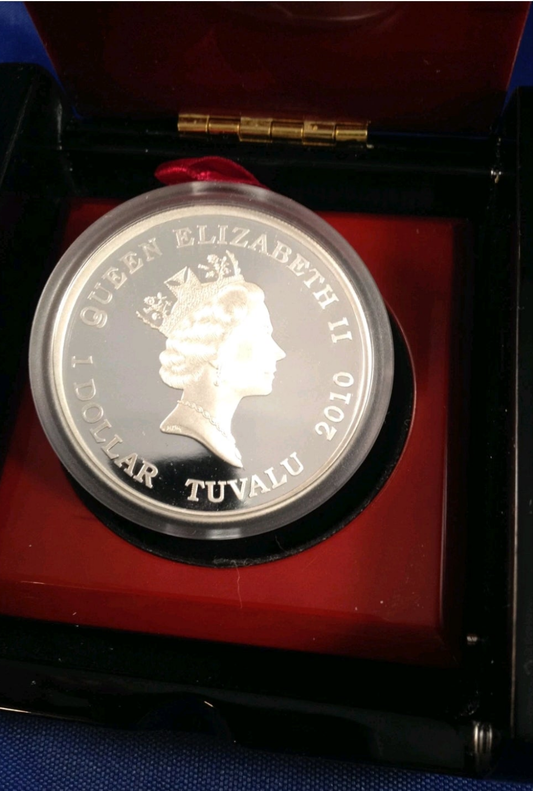 QUEEN ELIZABETH II
2010
TUVALU
1 DOLLAR